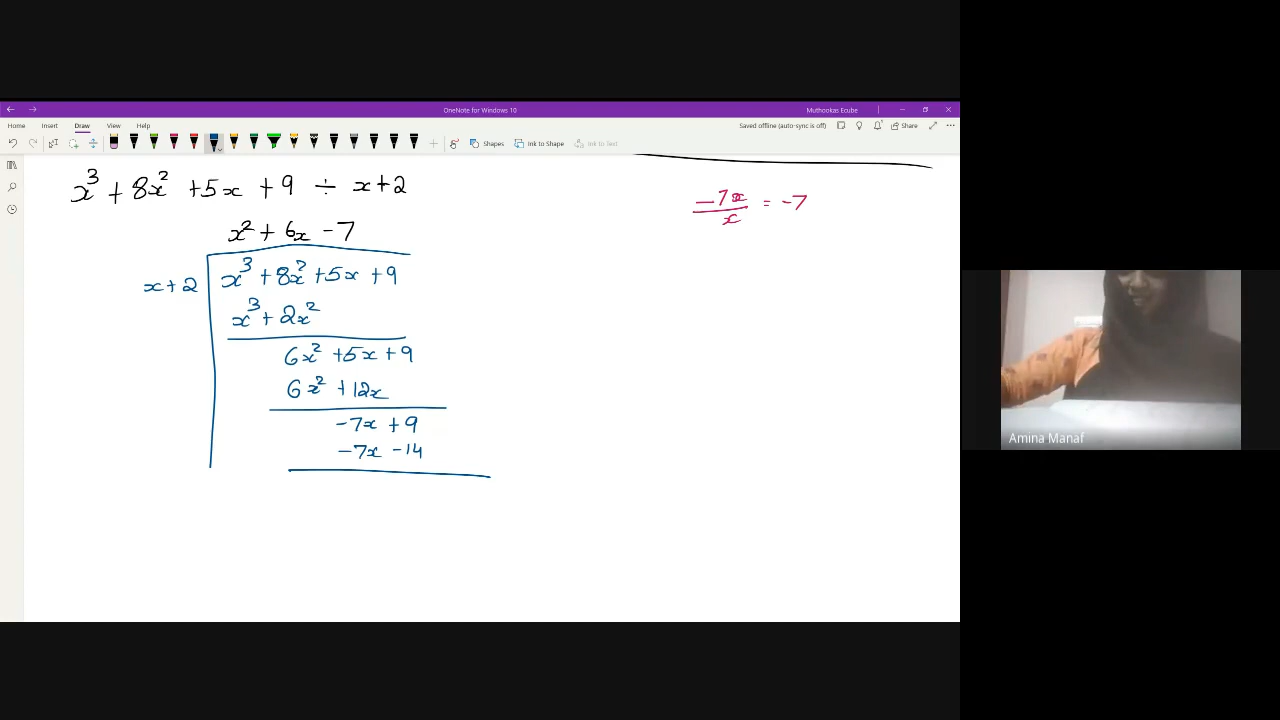 OneNote for Windows 10
Muthookas Ecube
Home Insert Draw View Help
Saved offline (auto-sync is off)
Share
Shapes
Ink to Shape
Ink to Text
x³ + 8x² + 5x + 9 ÷ x+2
-7x/x = -7
x² + 6x - 7
x+2
x³ + 8x² + 5x + 9
x³ + 2x²
6x² + 5x + 9
6x² + 12x
-7x + 9
-7x - 14
Amina Manaf